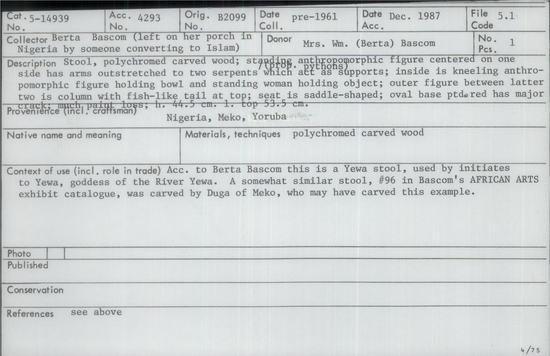 Cat. No. 5-14939 Acc. No. 4293 Orig. No. B2099 Date Coll. pre-1961 Date Acc. Dec. 1987 File Code 5.1
Collector Berta Bascom (left on her porch in Nigeria by someone converting to Islam) Donor Mrs. Wm. (Berta) Bascom No. Pcs. 1
Description Stool, polychromed carved wood; standing anthropomorphic figure centered on one
/(prob. pythons)
side has arms outstretched to two serpents which act as supports; inside is kneeling anthro-
pomorphic figure holding bowl and standing woman holding object; outer figure between latter
two is column with fish-like tail at top; seat is saddle-shaped; oval base ptd. red has major
crack; much paint loss; h. 44.5 cm. l. top 53.5 cm.
Provenience (incl. craftsman)
Nigeria, Meko, Yoruba
Native name and meaning Materials, techniques polychromed carved wood
Context of use (incl. role in trade) Acc. to Berta Bascom this is a Yewa stool, used by initiates
to Yewa, goddess of the River Yewa. A somewhat similar stool, #96 in Bascom's AFRICAN ARTS
exhibit catalogue, was carved by Duga of Meko, who may have carved this example.
Photo
Published
Conservation
References see above
4/75